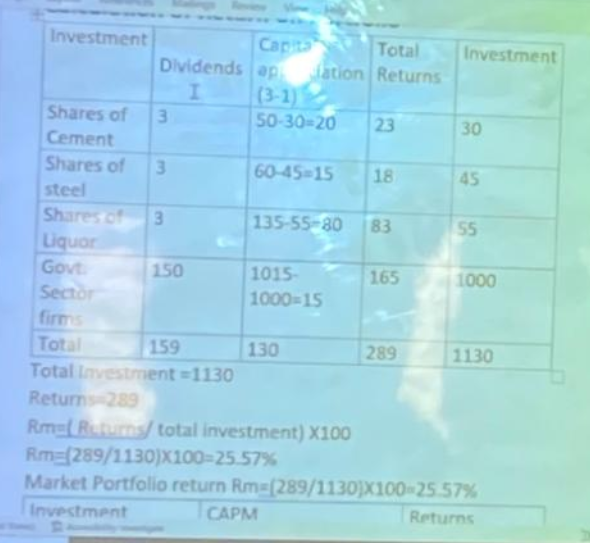 Mailings Review View Help
Investment Dividends Capital appreciation (3-1) Total Returns Investment
Shares of Cement 3 50-30=20 23 30
Shares of steel 3 60-45=15 18 45
Shares of Liquor 3 135-55=80 83 55
Govt. Sector firms 150 1015-1000=15 165 1000
Total 159 130 289 1130
Total Investment =1130
Returns=289
Rm=( Returns/ total investment) X100
Rm=(289/1130)X100=25.57%
Market Portfolio return Rm=(289/1130)X100=25.57%
Investment CAPM Returns